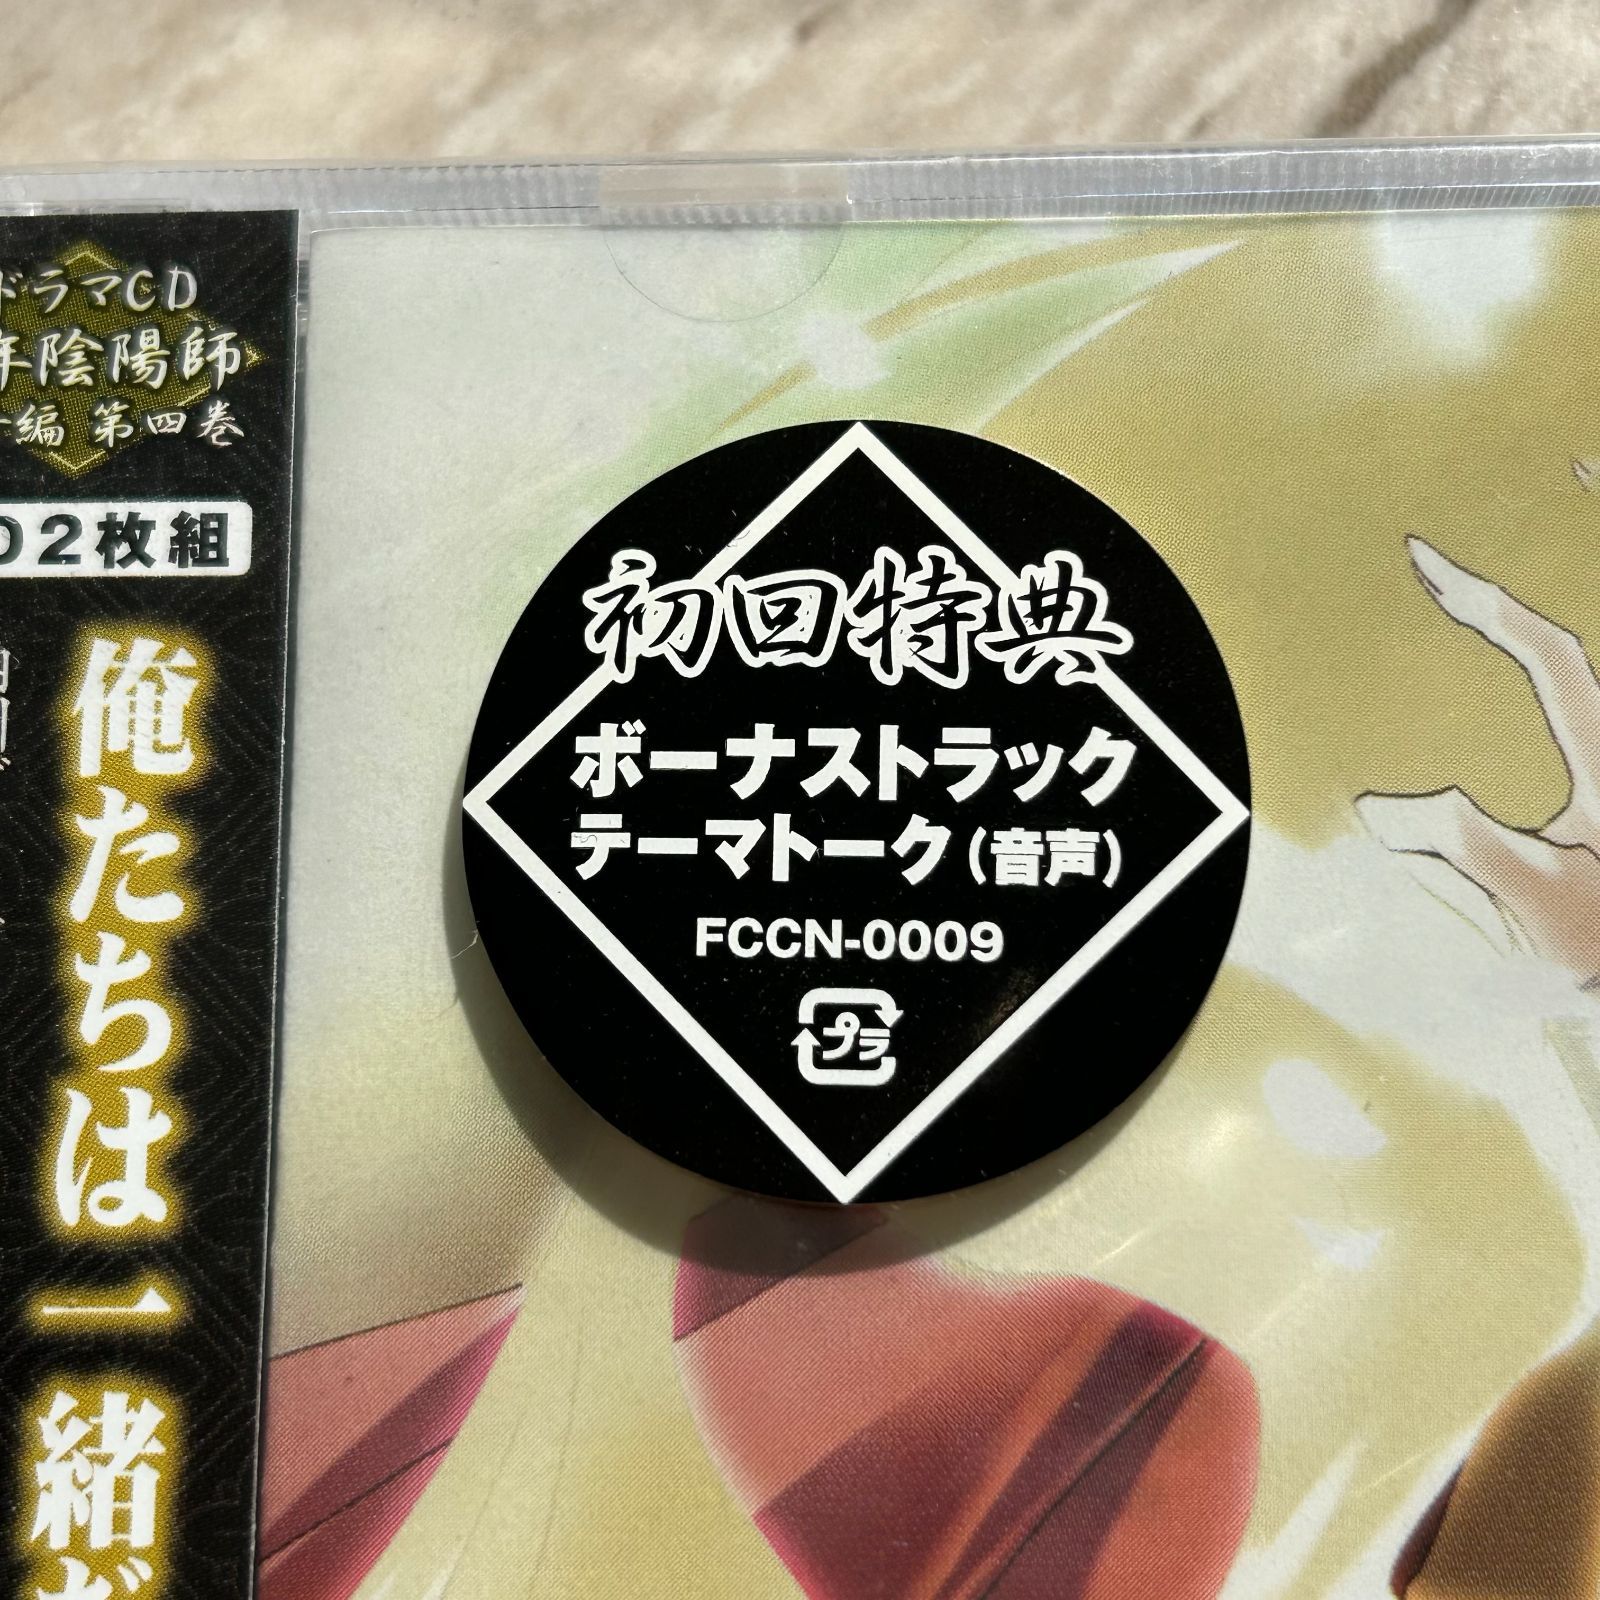 ドラマCD
年陰陽師
編 第四巻
D2枚組
俺たちは一緒だ
初回特典
ボーナストラック
テーマトーク(音声)
FCCN-0009
プラ